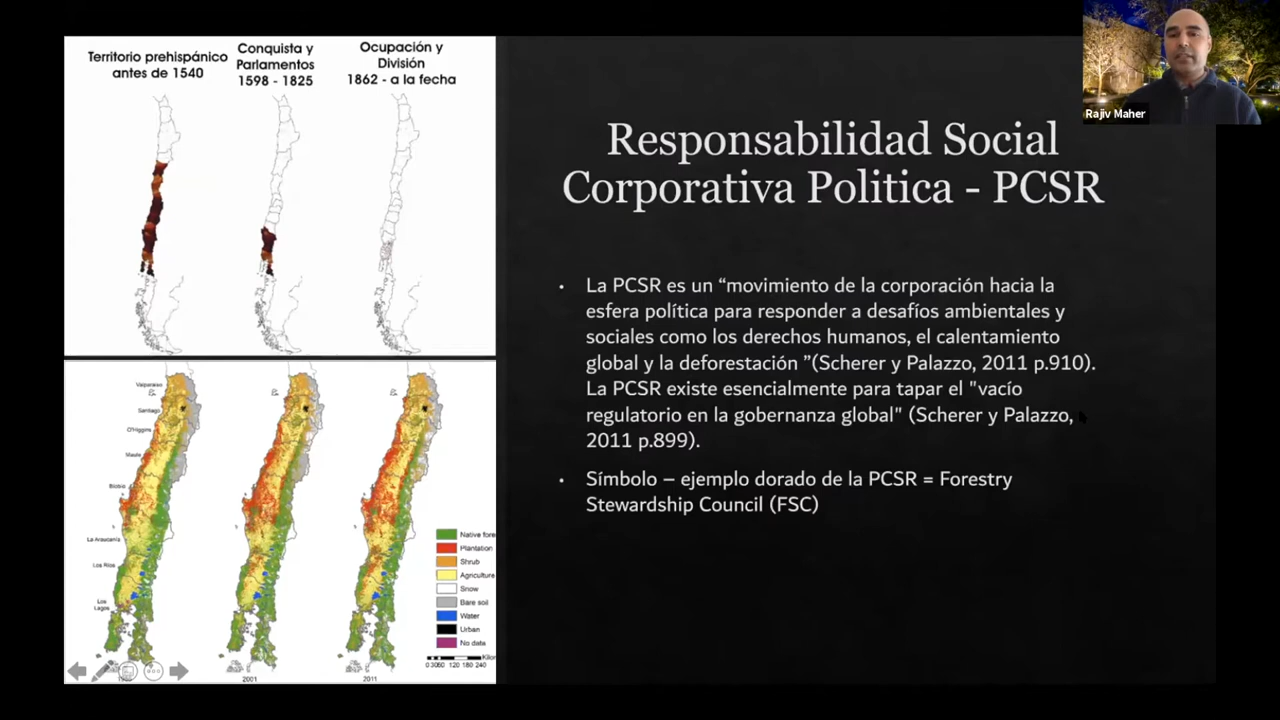 Territorio prehispánico
antes de 1540
Conquista y
Parlamentos
1598 - 1825
Ocupación y
División
1862 - a la fecha
Rajiv Maher
Responsabilidad Social
Corporativa Politica - PCSR
• La PCSR es un “movimiento de la corporación hacia la
esfera política para responder a desafíos ambientales y
sociales como los derechos humanos, el calentamiento
global y la deforestación ”(Scherer y Palazzo, 2011 p.910).
La PCSR existe esencialmente para tapar el "vacío
regulatorio en la gobernanza global" (Scherer y Palazzo,
2011 p.899).
• Símbolo – ejemplo dorado de la PCSR = Forestry
Stewardship Council (FSC)
Valparaiso
Santiago
O'Higgins
Maule
Biobio
La Araucanía
Los Rios
Los
Lagos
Native fore
Plantation
Shrub
Agriculture
Snow
Bare soil
Water
Urban
No data
0 30 60 120 180 240
2001
2011